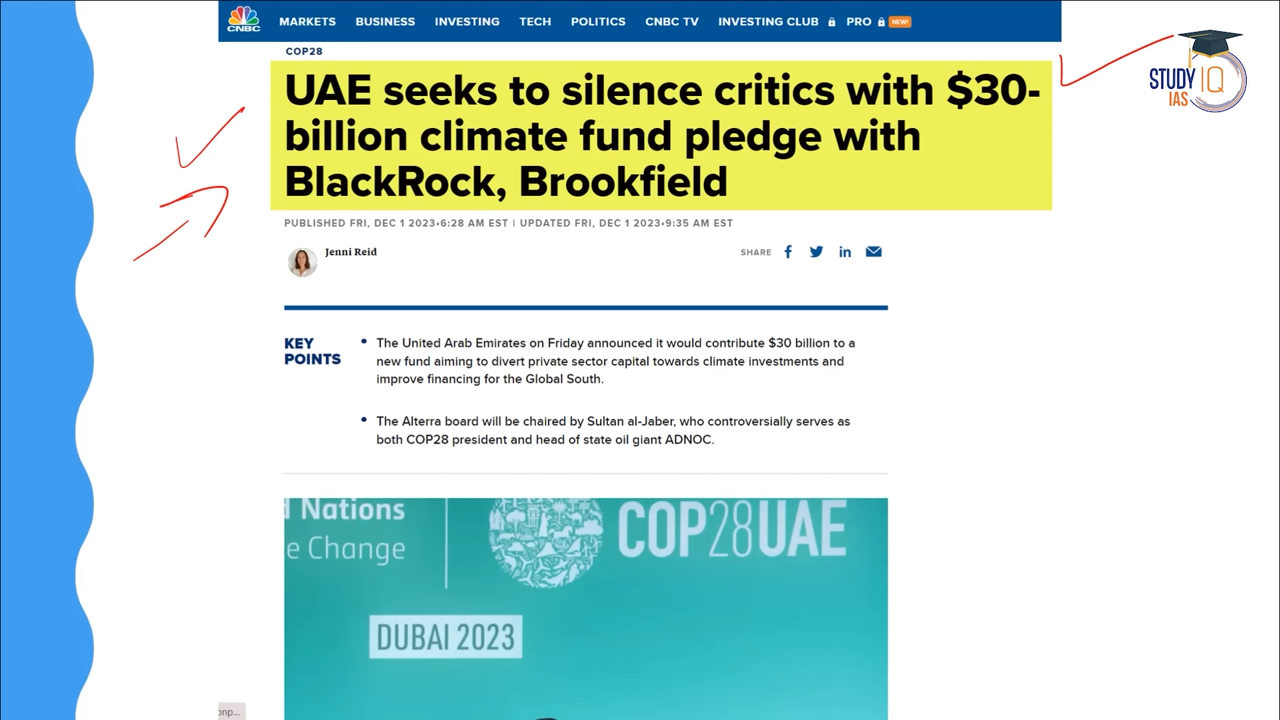 CNBC MARKETS BUSINESS INVESTING TECH POLITICS CNBC TV INVESTING CLUB PRO NEW!
COP28
UAE seeks to silence critics with $30-
billion climate fund pledge with
BlackRock, Brookfield
PUBLISHED FRI, DEC 1 2023•6:28 AM EST | UPDATED FRI, DEC 1 2023•9:35 AM EST
Jenni Reid
SHARE
KEY
POINTS
• The United Arab Emirates on Friday announced it would contribute $30 billion to a
new fund aiming to divert private sector capital towards climate investments and
improve financing for the Global South.
• The Alterra board will be chaired by Sultan al-Jaber, who controversially serves as
both COP28 president and head of state oil giant ADNOC.
d Nations
e Change
COP28UAE
DUBAI 2023
onp...
STUDY IQ
IAS